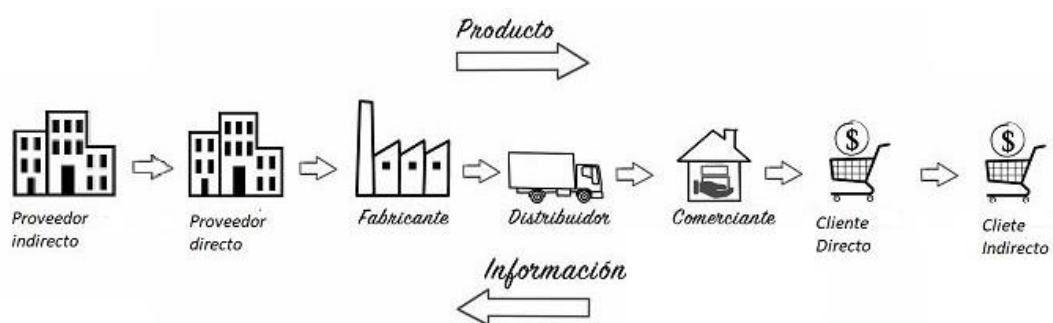 Producto
Proveedor
indirecto
Proveedor
directo
Fabricante
Distribuidor
Comerciante
$
Cliente
Directo
$
Cliete
Indirecto
Información